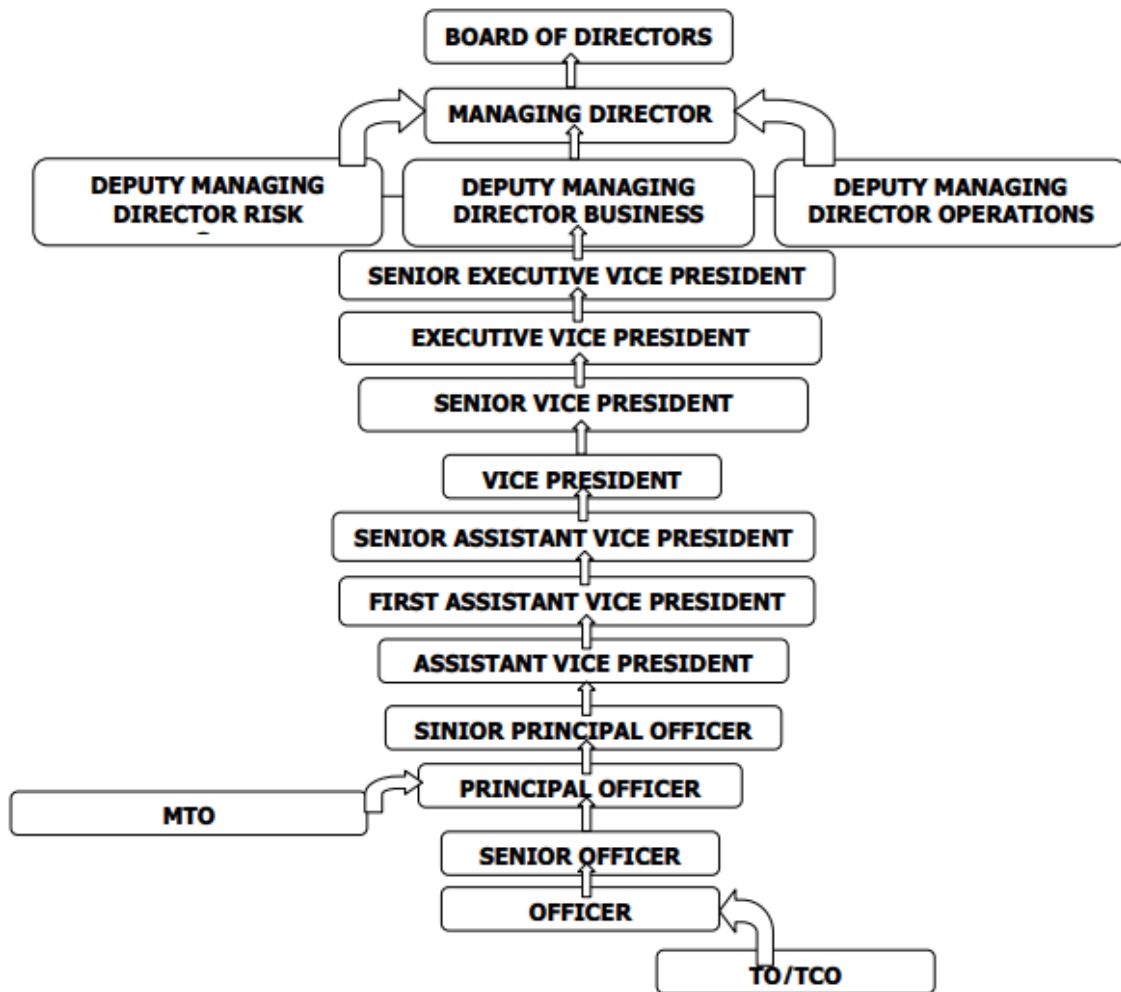 BOARD OF DIRECTORS
MANAGING DIRECTOR
DEPUTY MANAGING
DIRECTOR RISK
DEPUTY MANAGING
DIRECTOR BUSINESS
DEPUTY MANAGING
DIRECTOR OPERATIONS
SENIOR EXECUTIVE VICE PRESIDENT
EXECUTIVE VICE PRESIDENT
SENIOR VICE PRESIDENT
VICE PRESIDENT
SENIOR ASSISTANT VICE PRESIDENT
FIRST ASSISTANT VICE PRESIDENT
ASSISTANT VICE PRESIDENT
SINIOR PRINCIPAL OFFICER
PRINCIPAL OFFICER
MTO
SENIOR OFFICER
OFFICER
TO/TCO